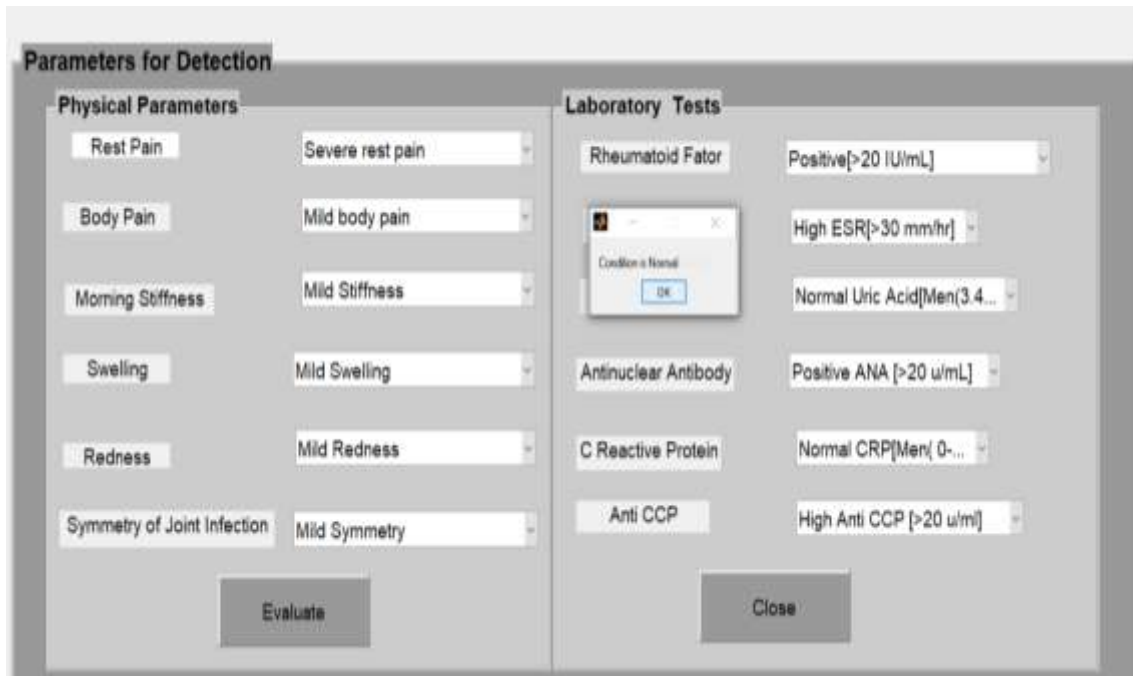 Parameters for Detection
Physical Parameters
Rest Pain
Severe rest pain
Body Pain
Mild body pain
Morning Stiffness
Mild Stiffness
Swelling
Mild Swelling
Redness
Mild Redness
Symmetry of Joint Infection
Mild Symmetry
Evaluate
Laboratory Tests
Rheumatoid Fator
Positive[>20 IU/mL]
High ESR[>30 mm/hr]
Condition is Normal
OK
Normal Uric Acid[Men(3.4...
Antinuclear Antibody
Positive ANA [>20 u/mL]
C Reactive Protein
Normal CRP[Men( 0-...
Anti CCP
High Anti CCP [>20 u/ml]
Close